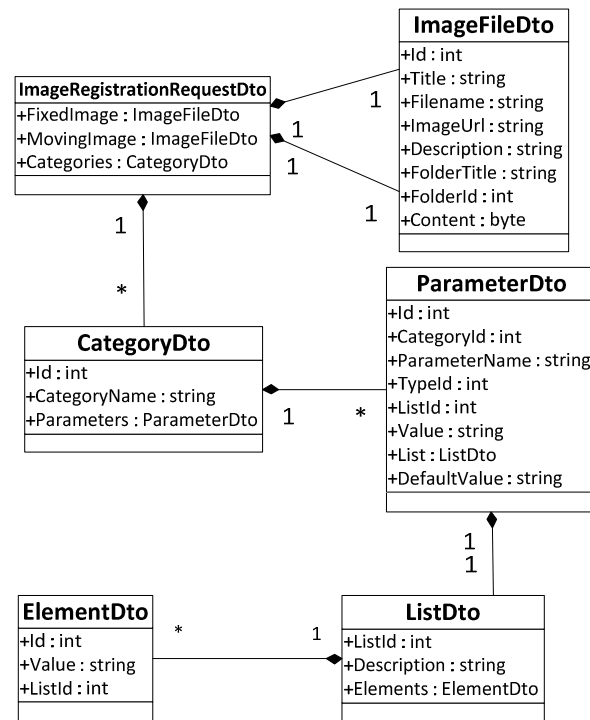 ImageFileDto
+Id : int
+Title : string
+Filename : string
+ImageUrl : string
+Description : string
+FolderTitle : string
+FolderId : int
+Content : byte
ImageRegistrationRequestDto
+FixedImage : ImageFileDto
+MovingImage : ImageFileDto
+Categories : CategoryDto
1
1
1
1
1
*
CategoryDto
+Id : int
+CategoryName : string
+Parameters : ParameterDto
1
*
ParameterDto
+Id : int
+CategoryId : int
+ParameterName : string
+TypeId : int
+ListId : int
+Value : string
+List : ListDto
+DefaultValue : string
1
1
ElementDto
+Id : int
+Value : string
+ListId : int
*
1
ListDto
+ListId : int
+Description : string
+Elements : ElementDto